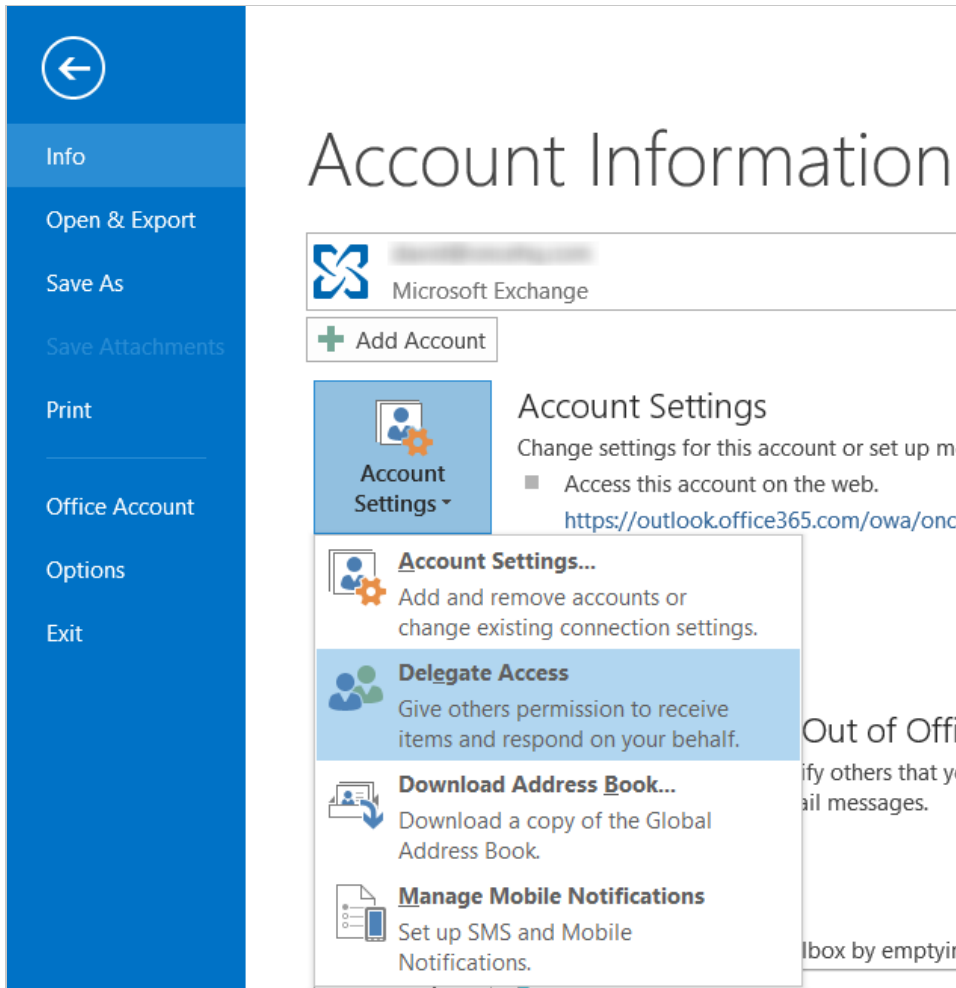 Info
Open & Export
Save As
Save Attachments
Print
Office Account
Options
Exit
Account Information
Microsoft Exchange
Add Account
Account
Settings
Account Settings
Change settings for this account or set up
Access this account on the web.
https://outlook.office365.com/owa/onc
Account Settings...
Add and remove accounts or
change existing connection settings.
Delegate Access
Give others permission to receive
items and respond on your behalf.
Download Address Book...
Download a copy of the Global
Address Book.
Manage Mobile Notifications
Set up SMS and Mobile
Notifications.
Out of Offi
ify others that
ail messages.
lbox by emptyin